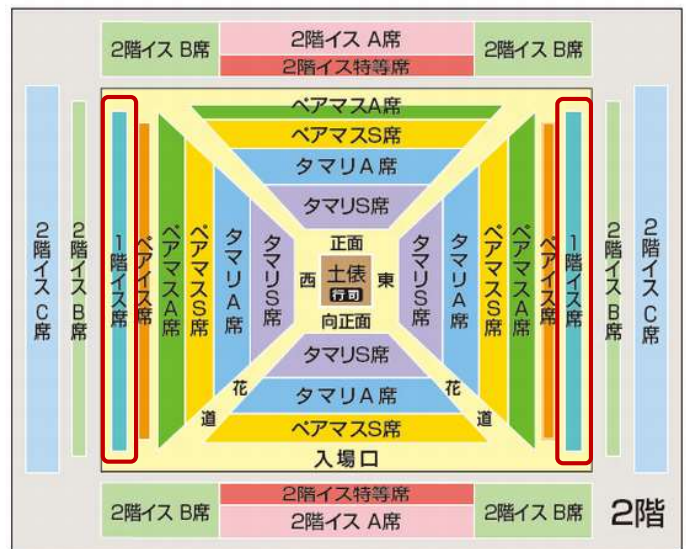 2階イス B席
2階イス A席
2階イス B席
2階イス特等席
ペアマスA席
ペアマスS席
タマリA席
タマリS席
2階イス C席
2階イス B席
1階イス席
ペアイス席
ペアマスA席
ペアマスS席
タマリA席
タマリS席
正面
西
土俵
東
行司
向正面
タマリS席
タマリA席
ペアマスS席
ペアマスA席
ペアイス席
1階イス席
2階イス B席
2階イス C席
タマリS席
タマリA席
花道
花道
ペアマスS席
入場口
2階イス B席
2階イス特等席
2階イス A席
2階イス B席
2階